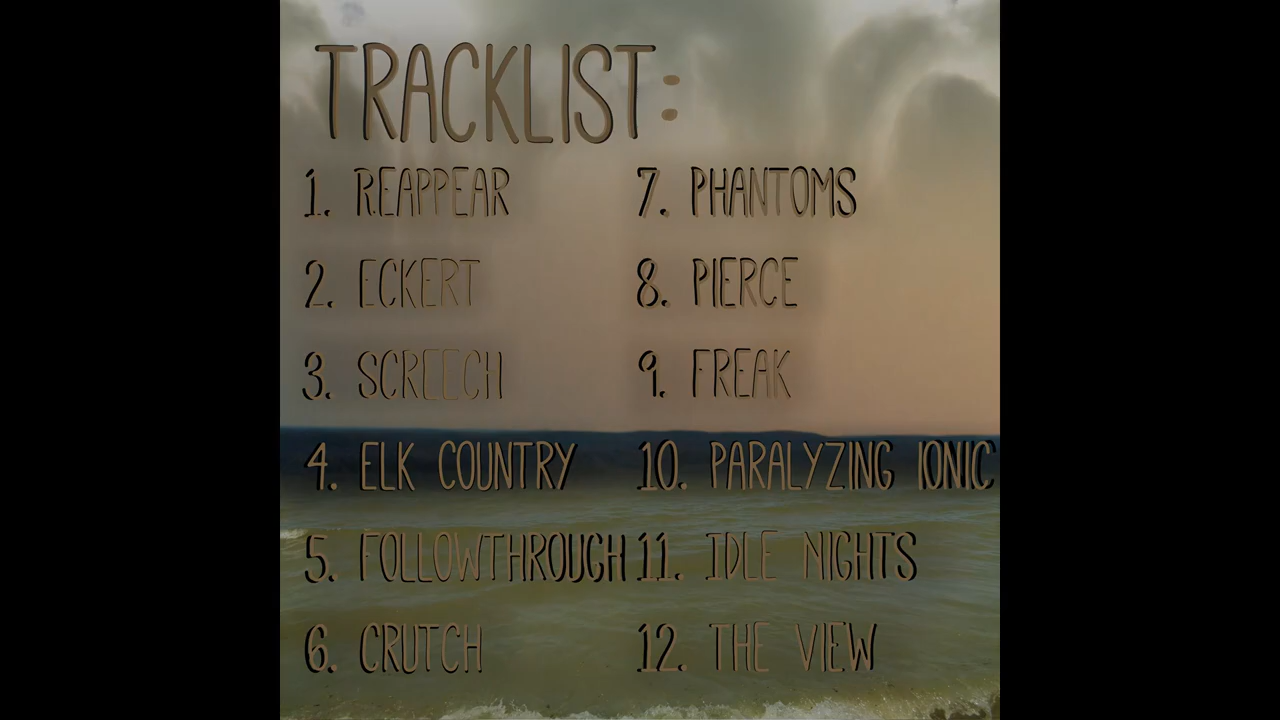 TRACKLIST:
1. REAPPEAR
2. ECKERT
3. SCREECH
4. ELK COUNTRY
5. FOLLOWTHROUGH
6. CRUTCH
7. PHANTOMS
8. PIERCE
9. FREAK
10. PARALYZING IONIC
11. IDLE NIGHTS
12. THE VIEW